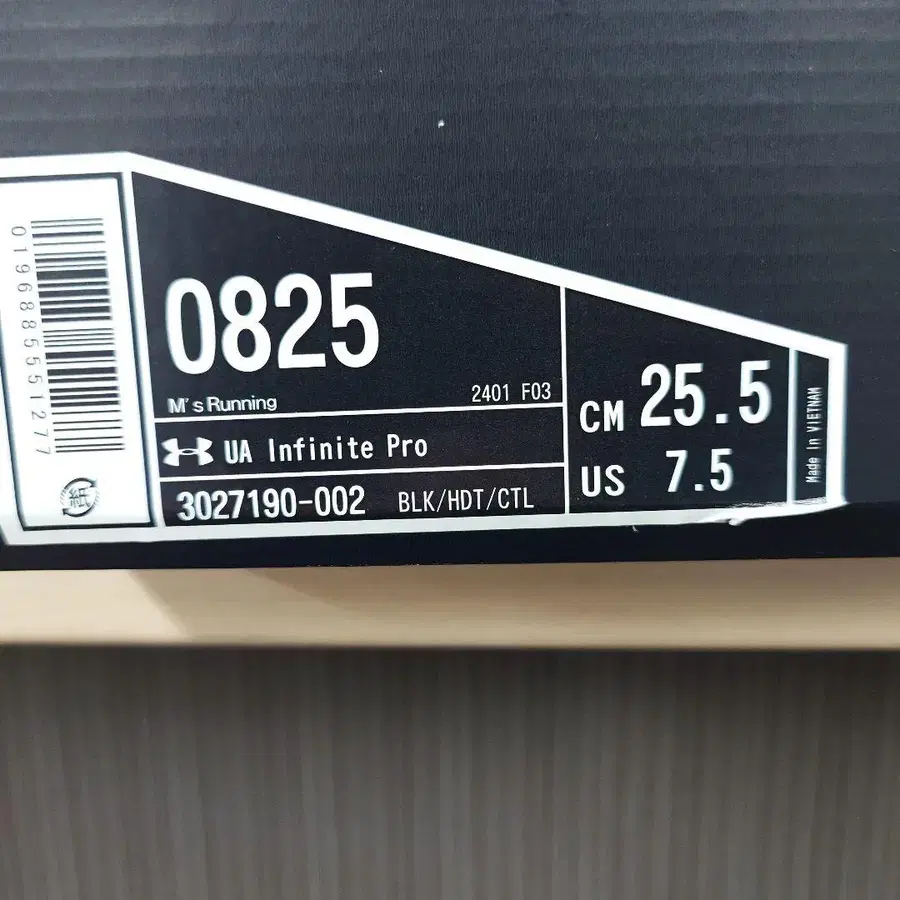 0196885551277
紙
0825
M's Running
2401 F03
UA Infinite Pro
3027190-002 BLK/HDT/CTL
CM 25.5
US 7.5
Made in VIETNAM